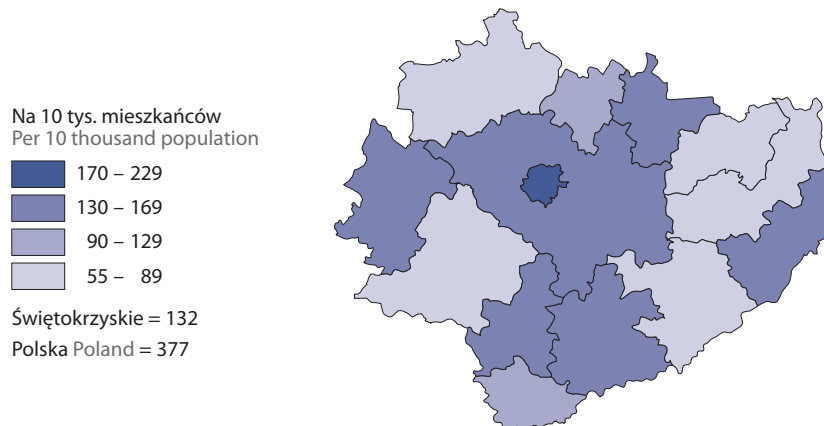 Na 10 tys. mieszkańców
Per 10 thousand population
170 – 229
130 – 169
90 – 129
55 – 89
Świętokrzyskie = 132
Polska Poland = 377